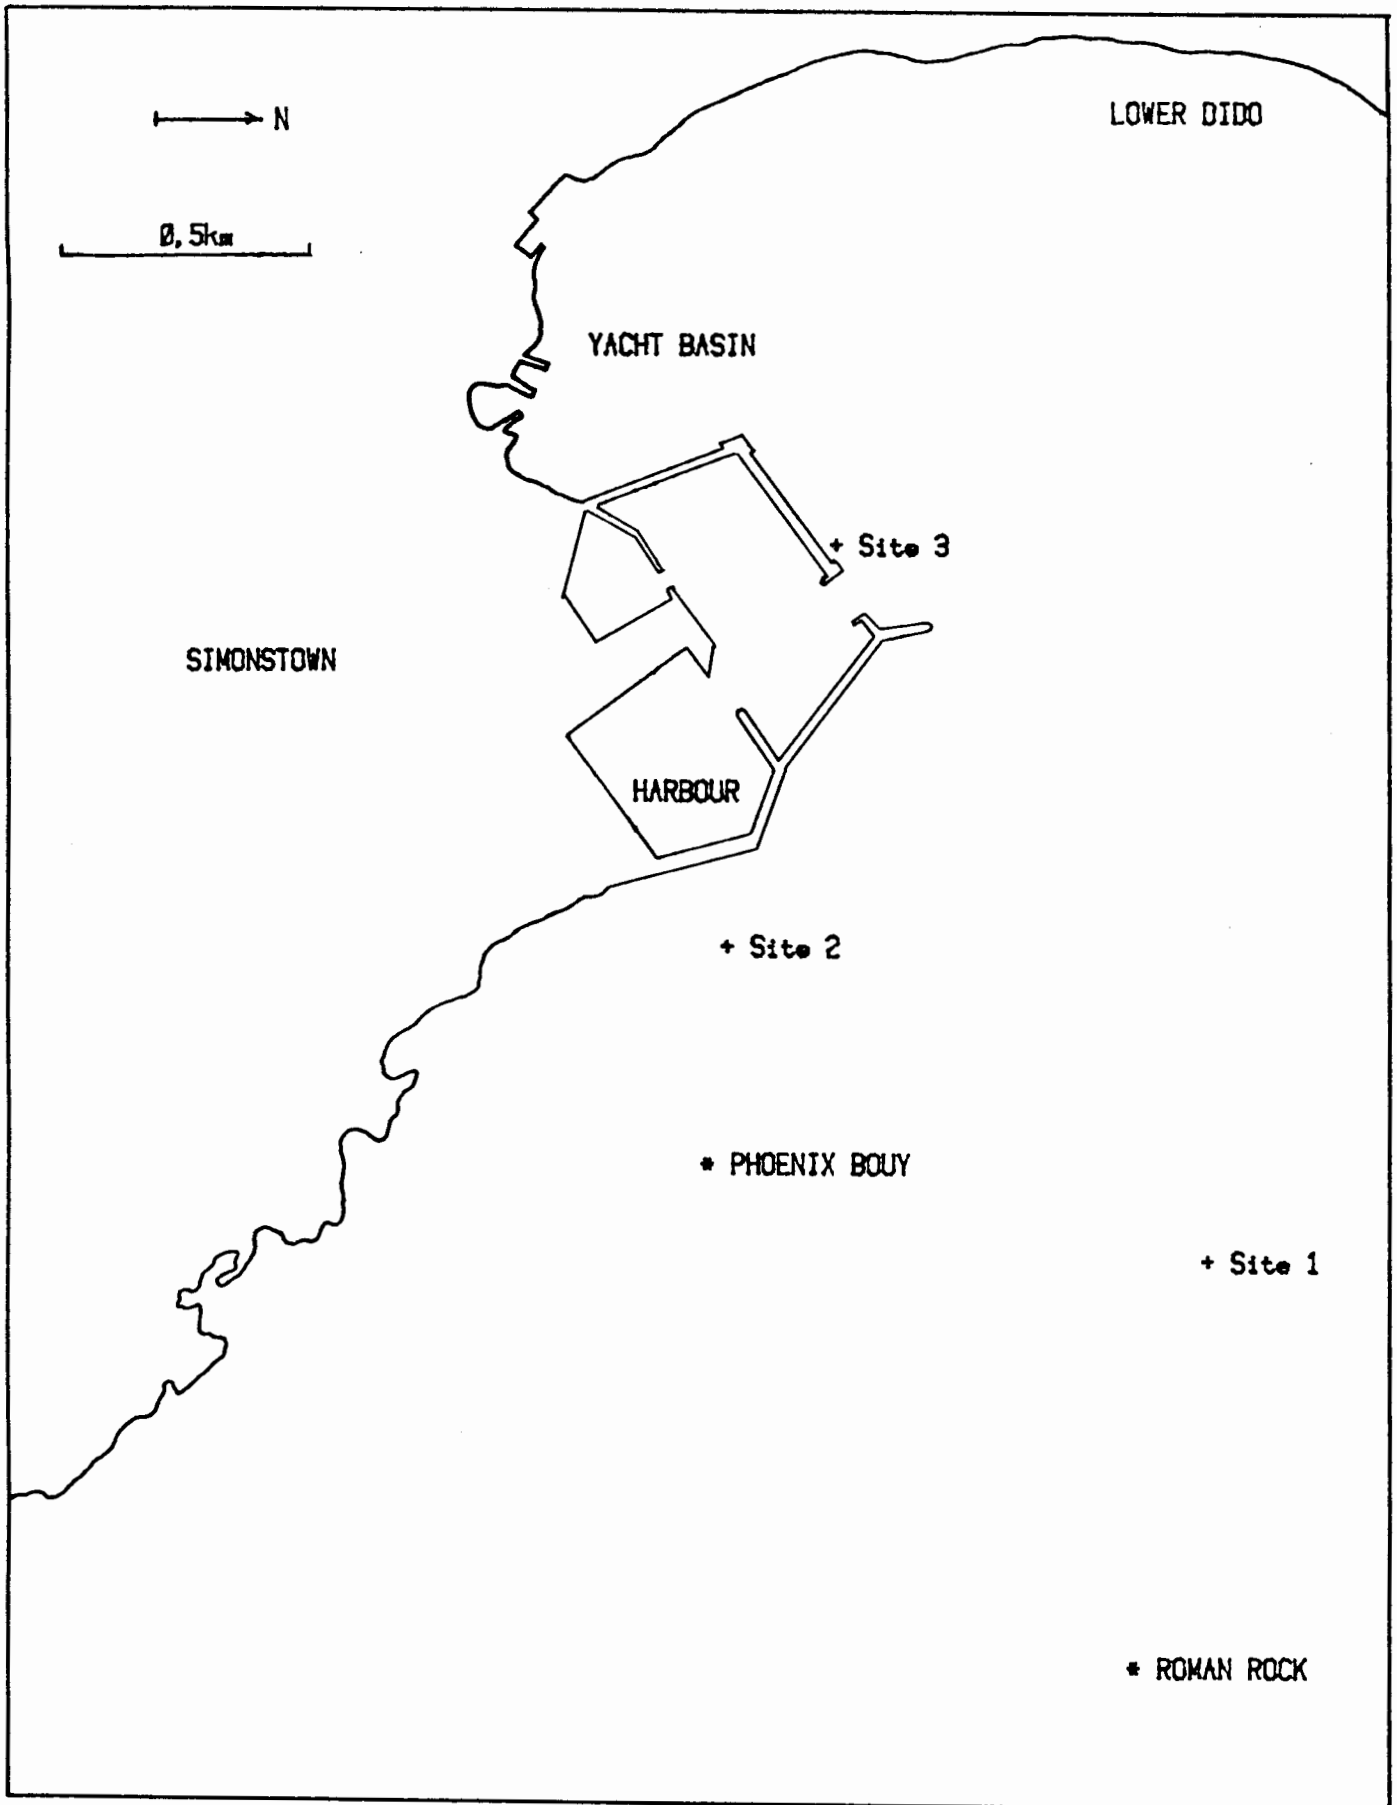 N
LOWER DIDO
0,5km
YACHT BASIN
+ Site 3
SIMONSTOWN
HARBOUR
+ Site 2
* PHOENIX BOUY
+ Site 1
* ROMAN ROCK